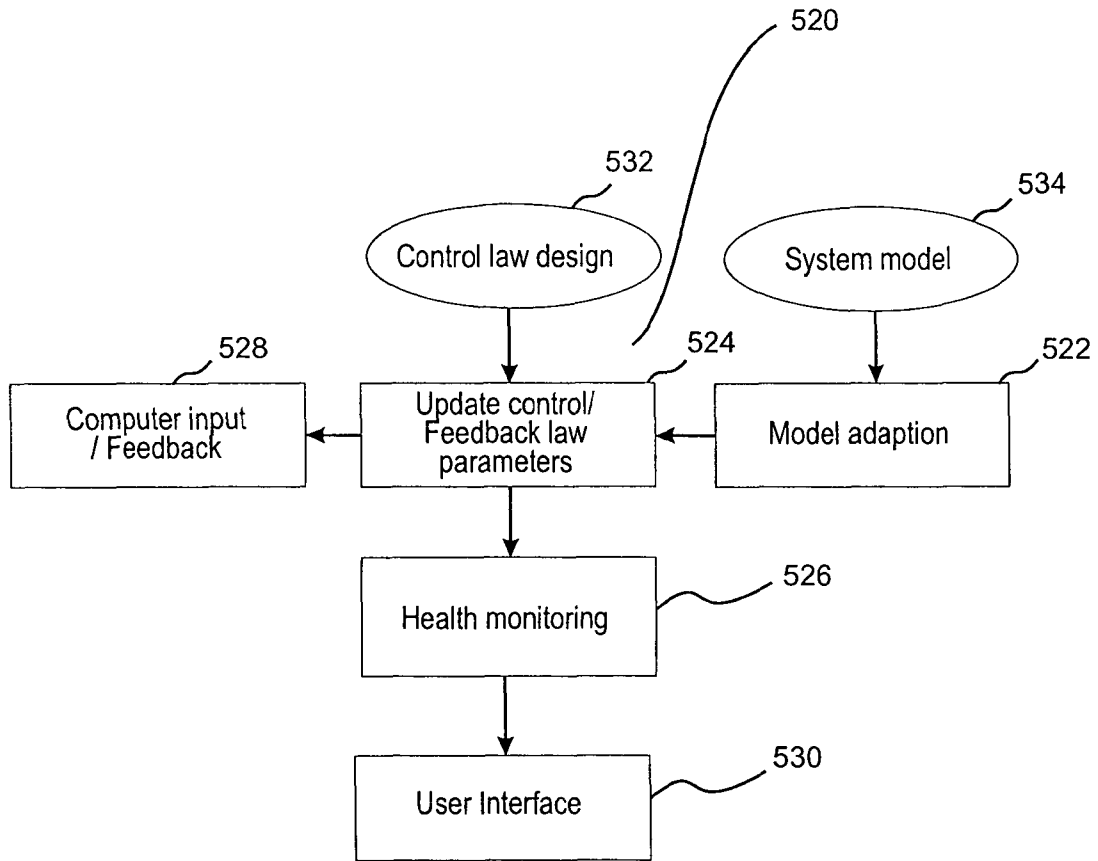 520
532
534
Control law design
System model
528
524
522
Computer input
/ Feedback
Update control/
Feedback law
parameters
Model adaption
526
Health monitoring
530
User Interface